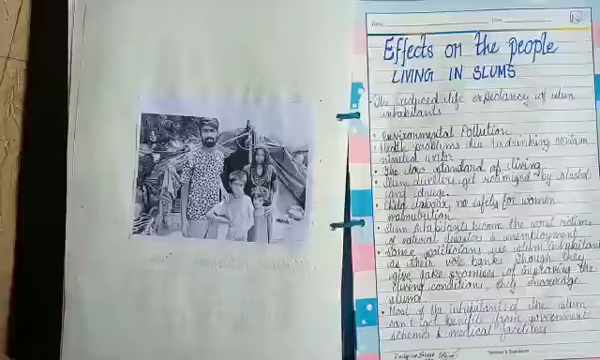 Date
12
Effects on the people
LIVING IN SLUMS
The reduced life expectancy of slum
inhabitants
• Environmental Pollution
• Health problems due to drinking contam
inated water
• The low standard of living
• Slum dwellers get victimized by alcohol
and drugs.
• Child labour, no safety for women
malnutrition
• Slum inhabitants become the worst victims
of natural disaster & unemployment
• Some politicians use slum inhabitants
as their vote banks though they
give fake promises of improving the
living conditions, they encourage
slums
• Most of the inhabitants of the slum
can't get benefits from government
schemes & medical facilities
Teacher's Signature